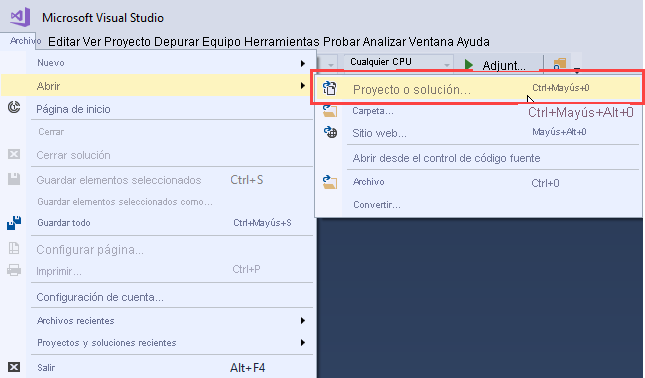 Microsoft Visual Studio
Archivo Editar Ver Proyecto Depurar Equipo Herramientas Probar Analizar Ventana Ayuda
Cualquier CPU Adjunt...
Nuevo
Abrir
Página de inicio
Cerrar
Cerrar solución
Guardar elementos seleccionados Ctrl+S
Guardar elementos seleccionados como...
Guardar todo Ctrl+Mayús+S
Configurar página...
Imprimir... Ctrl+P
Configuración de cuenta...
Archivos recientes
Proyectos y soluciones recientes
Salir Alt+F4
Proyecto o solución... Ctrl+Mayús+0
Carpeta... Ctrl+Mayús+Alt+0
Sitio web... Mayús+Alt+0
Abrir desde el control de código fuente
Archivo Ctrl+0
Convertir...